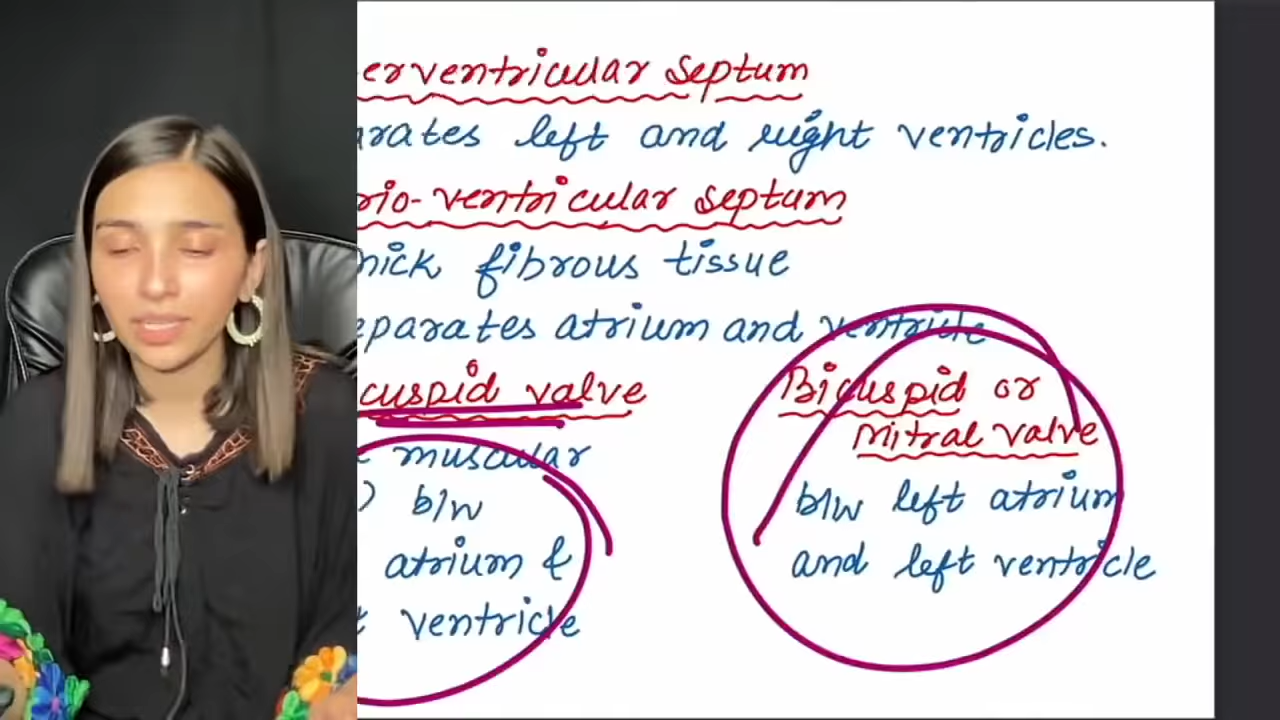 erventricular septum
arates left and right ventricles.
rio-ventricular septum
hick fibrous tissue
eparates atrium and ventricle
cuspid valve
Bicuspid or
Mitral valve
muscular
) b/w
b/w left atrium
atrium &
and left ventricle
t ventricle